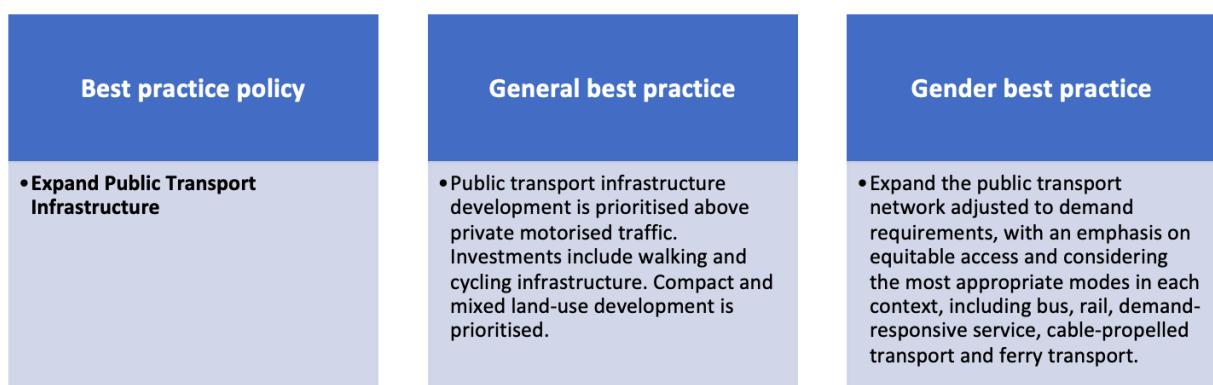 Best practice policy
•Expand Public Transport
Infrastructure
General best practice
•Public transport infrastructure
development is prioritised above
private motorised traffic.
Investments include walking and
cycling infrastructure. Compact and
mixed land-use development is
prioritised.
Gender best practice
•Expand the public transport
network adjusted to demand
requirements, with an emphasis on
equitable access and considering
the most appropriate modes in each
context, including bus, rail, demand-
responsive service, cable-propelled
transport and ferry transport.